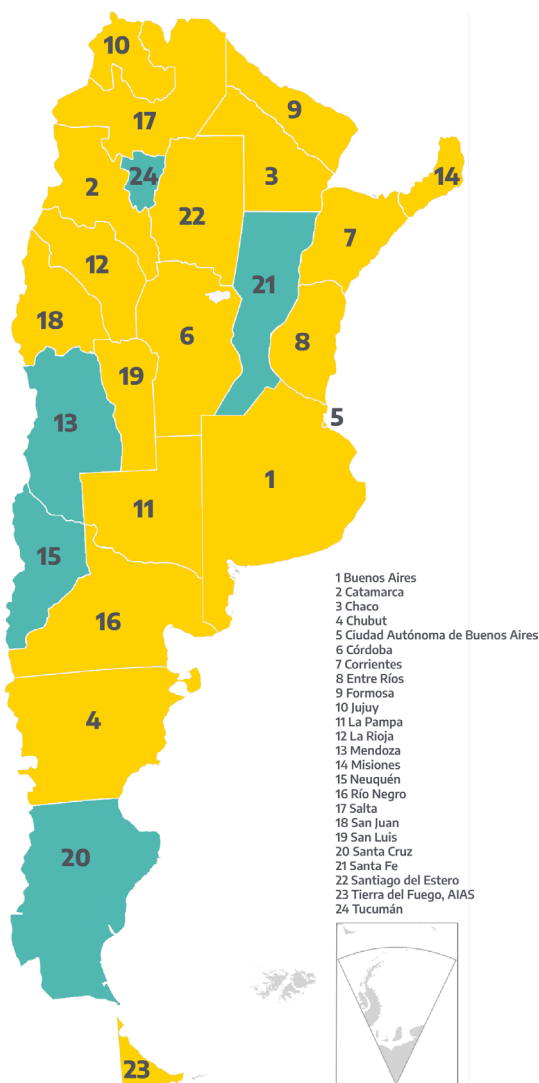 10
9
17
14
24
3
2
22
7
12
21
18
6
8
19
13
5
1
11
15
16
4
20
23
1 Buenos Aires
2 Catamarca
3 Chaco
4 Chubut
5 Ciudad Autónoma de Buenos Aires
6 Córdoba
7 Corrientes
8 Entre Ríos
9 Formosa
10 Jujuy
11 La Pampa
12 La Rioja
13 Mendoza
14 Misiones
15 Neuquén
16 Río Negro
17 Salta
18 San Juan
19 San Luis
20 Santa Cruz
21 Santa Fe
22 Santiago del Estero
23 Tierra del Fuego, AIAS
24 Tucumán